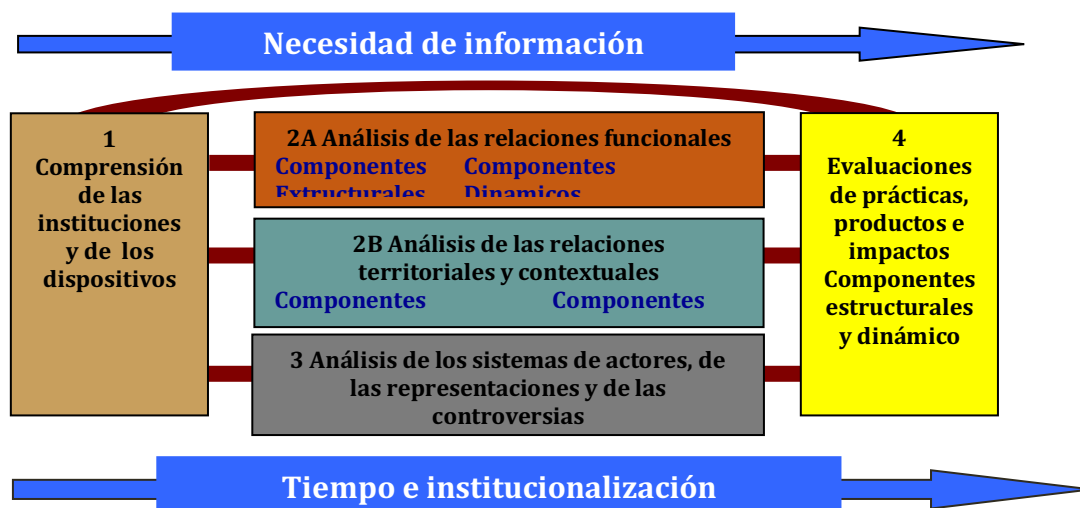 Necesidad de información
1
Comprensión
de las
instituciones
y de los
dispositivos
2A Análisis de las relaciones funcionales
Componentes Componentes
Extructurales Dinamicos
2B Análisis de las relaciones
territoriales y contextuales
Componentes Componentes
3 Análisis de los sistemas de actores, de
las representaciones y de las
controversias
4
Evaluaciones
de prácticas,
productos e
impactos
Componentes
estructurales
y dinámico
Tiempo e institucionalización